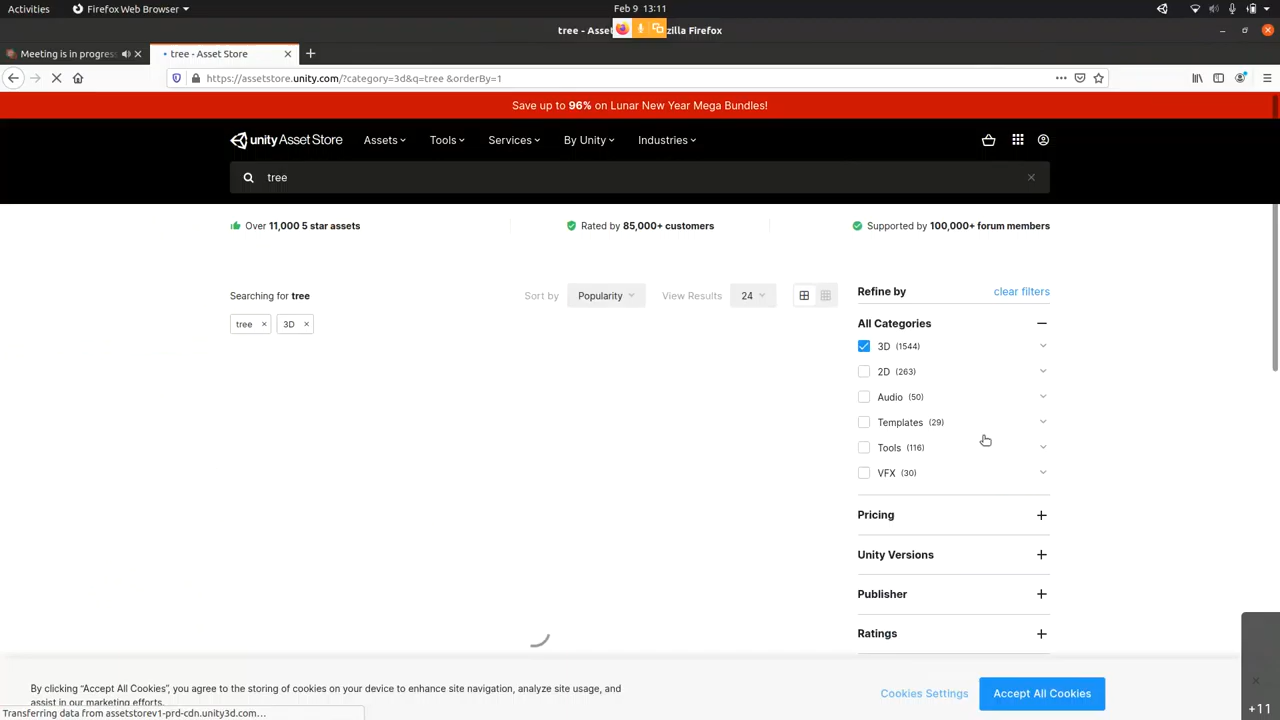 Activities
Firefox Web Browser
Feb 9 13:11
tree - Asset
zilla Firefox
Meeting is in progress
tree - Asset Store
https://assetstore.unity.com/?category=3d&q=tree &orderBy=1
Save up to 96% on Lunar New Year Mega Bundles!
unity Asset Store
Assets
Tools
Services
By Unity
Industries
tree
Over 11,000 5 star assets
Rated by 85,000+ customers
Supported by 100,000+ forum members
Searching for tree
Sort by
Popularity
View Results
24
tree
3D
Refine by
clear filters
All Categories
3D (1544)
2D (263)
Audio (50)
Templates (29)
Tools (116)
VFX (30)
Pricing
Unity Versions
Publisher
Ratings
By clicking “Accept All Cookies”, you agree to the storing of cookies on your device to enhance site navigation, analyze site usage, and
assist in our marketing efforts.
Cookies Settings
Accept All Cookies
Transferring data from assetstorev1-prd-cdn.unity3d.com...
+11